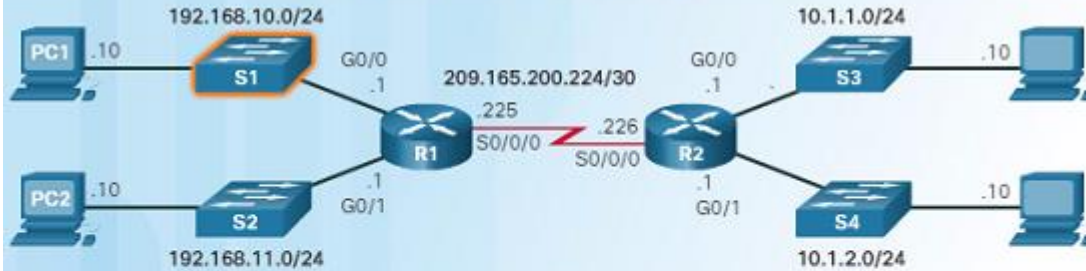 192.168.10.0/24
10.1.1.0/24
PC1
.10
S1
G0/0
.1
209.165.200.224/30
G0/0
.1
S3
.10
.225
S0/0/0
R1
.226
S0/0/0
R2
PC2
.10
S2
.1
G0/1
.1
G0/1
S4
.10
192.168.11.0/24
10.1.2.0/24